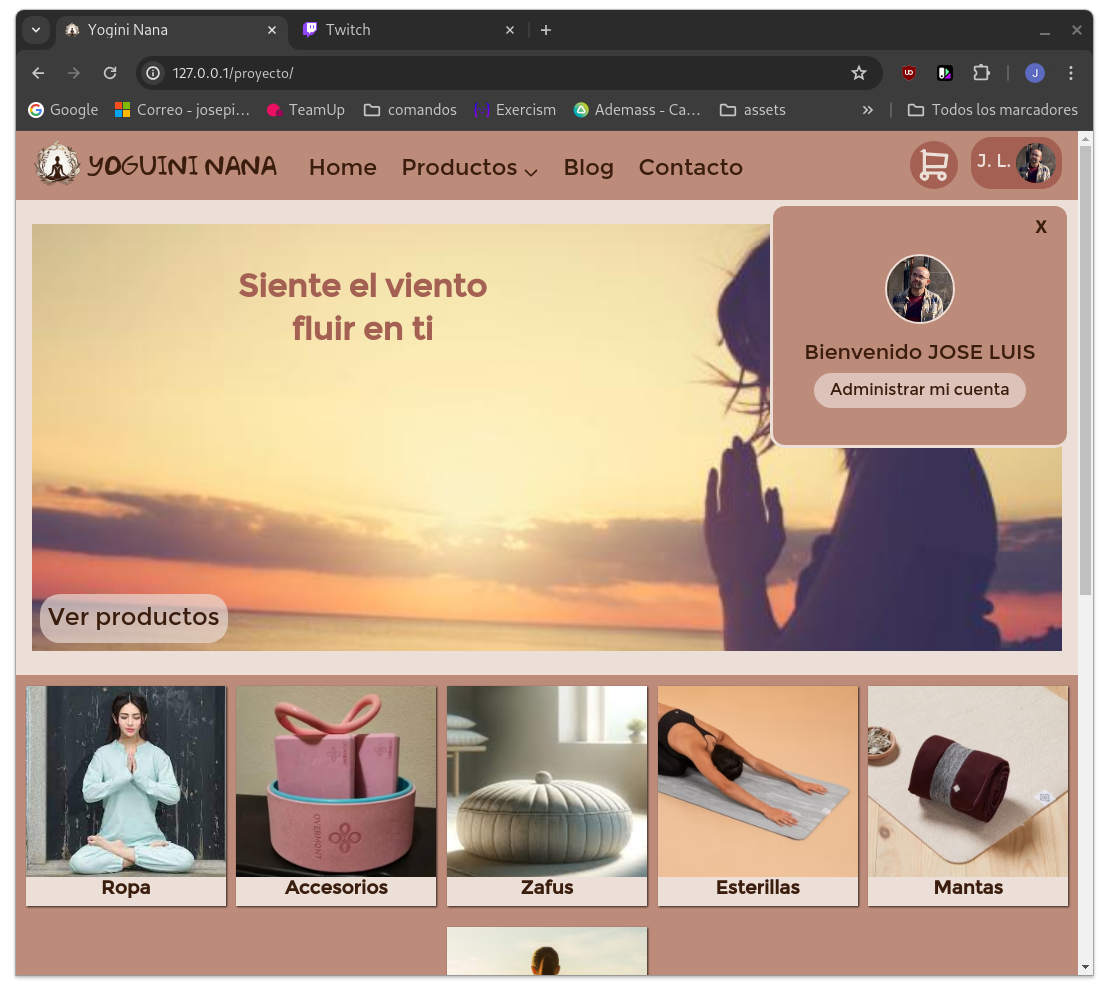 Yogini Nana
Twitch
127.0.0.1/proyecto/
UD
J
Google
Correo - josepi...
TeamUp
comandos
Exercism
Ademass - Ca...
assets
Todos los marcadores
YOGUINI NANA
Home
Productos
Blog
Contacto
J. L.
X
Siente el viento
fluir en ti
Bienvenido JOSE LUIS
Administrar mi cuenta
Ver productos
OVERMONT
Ropa
Accesorios
Zafus
Esterillas
Mantas